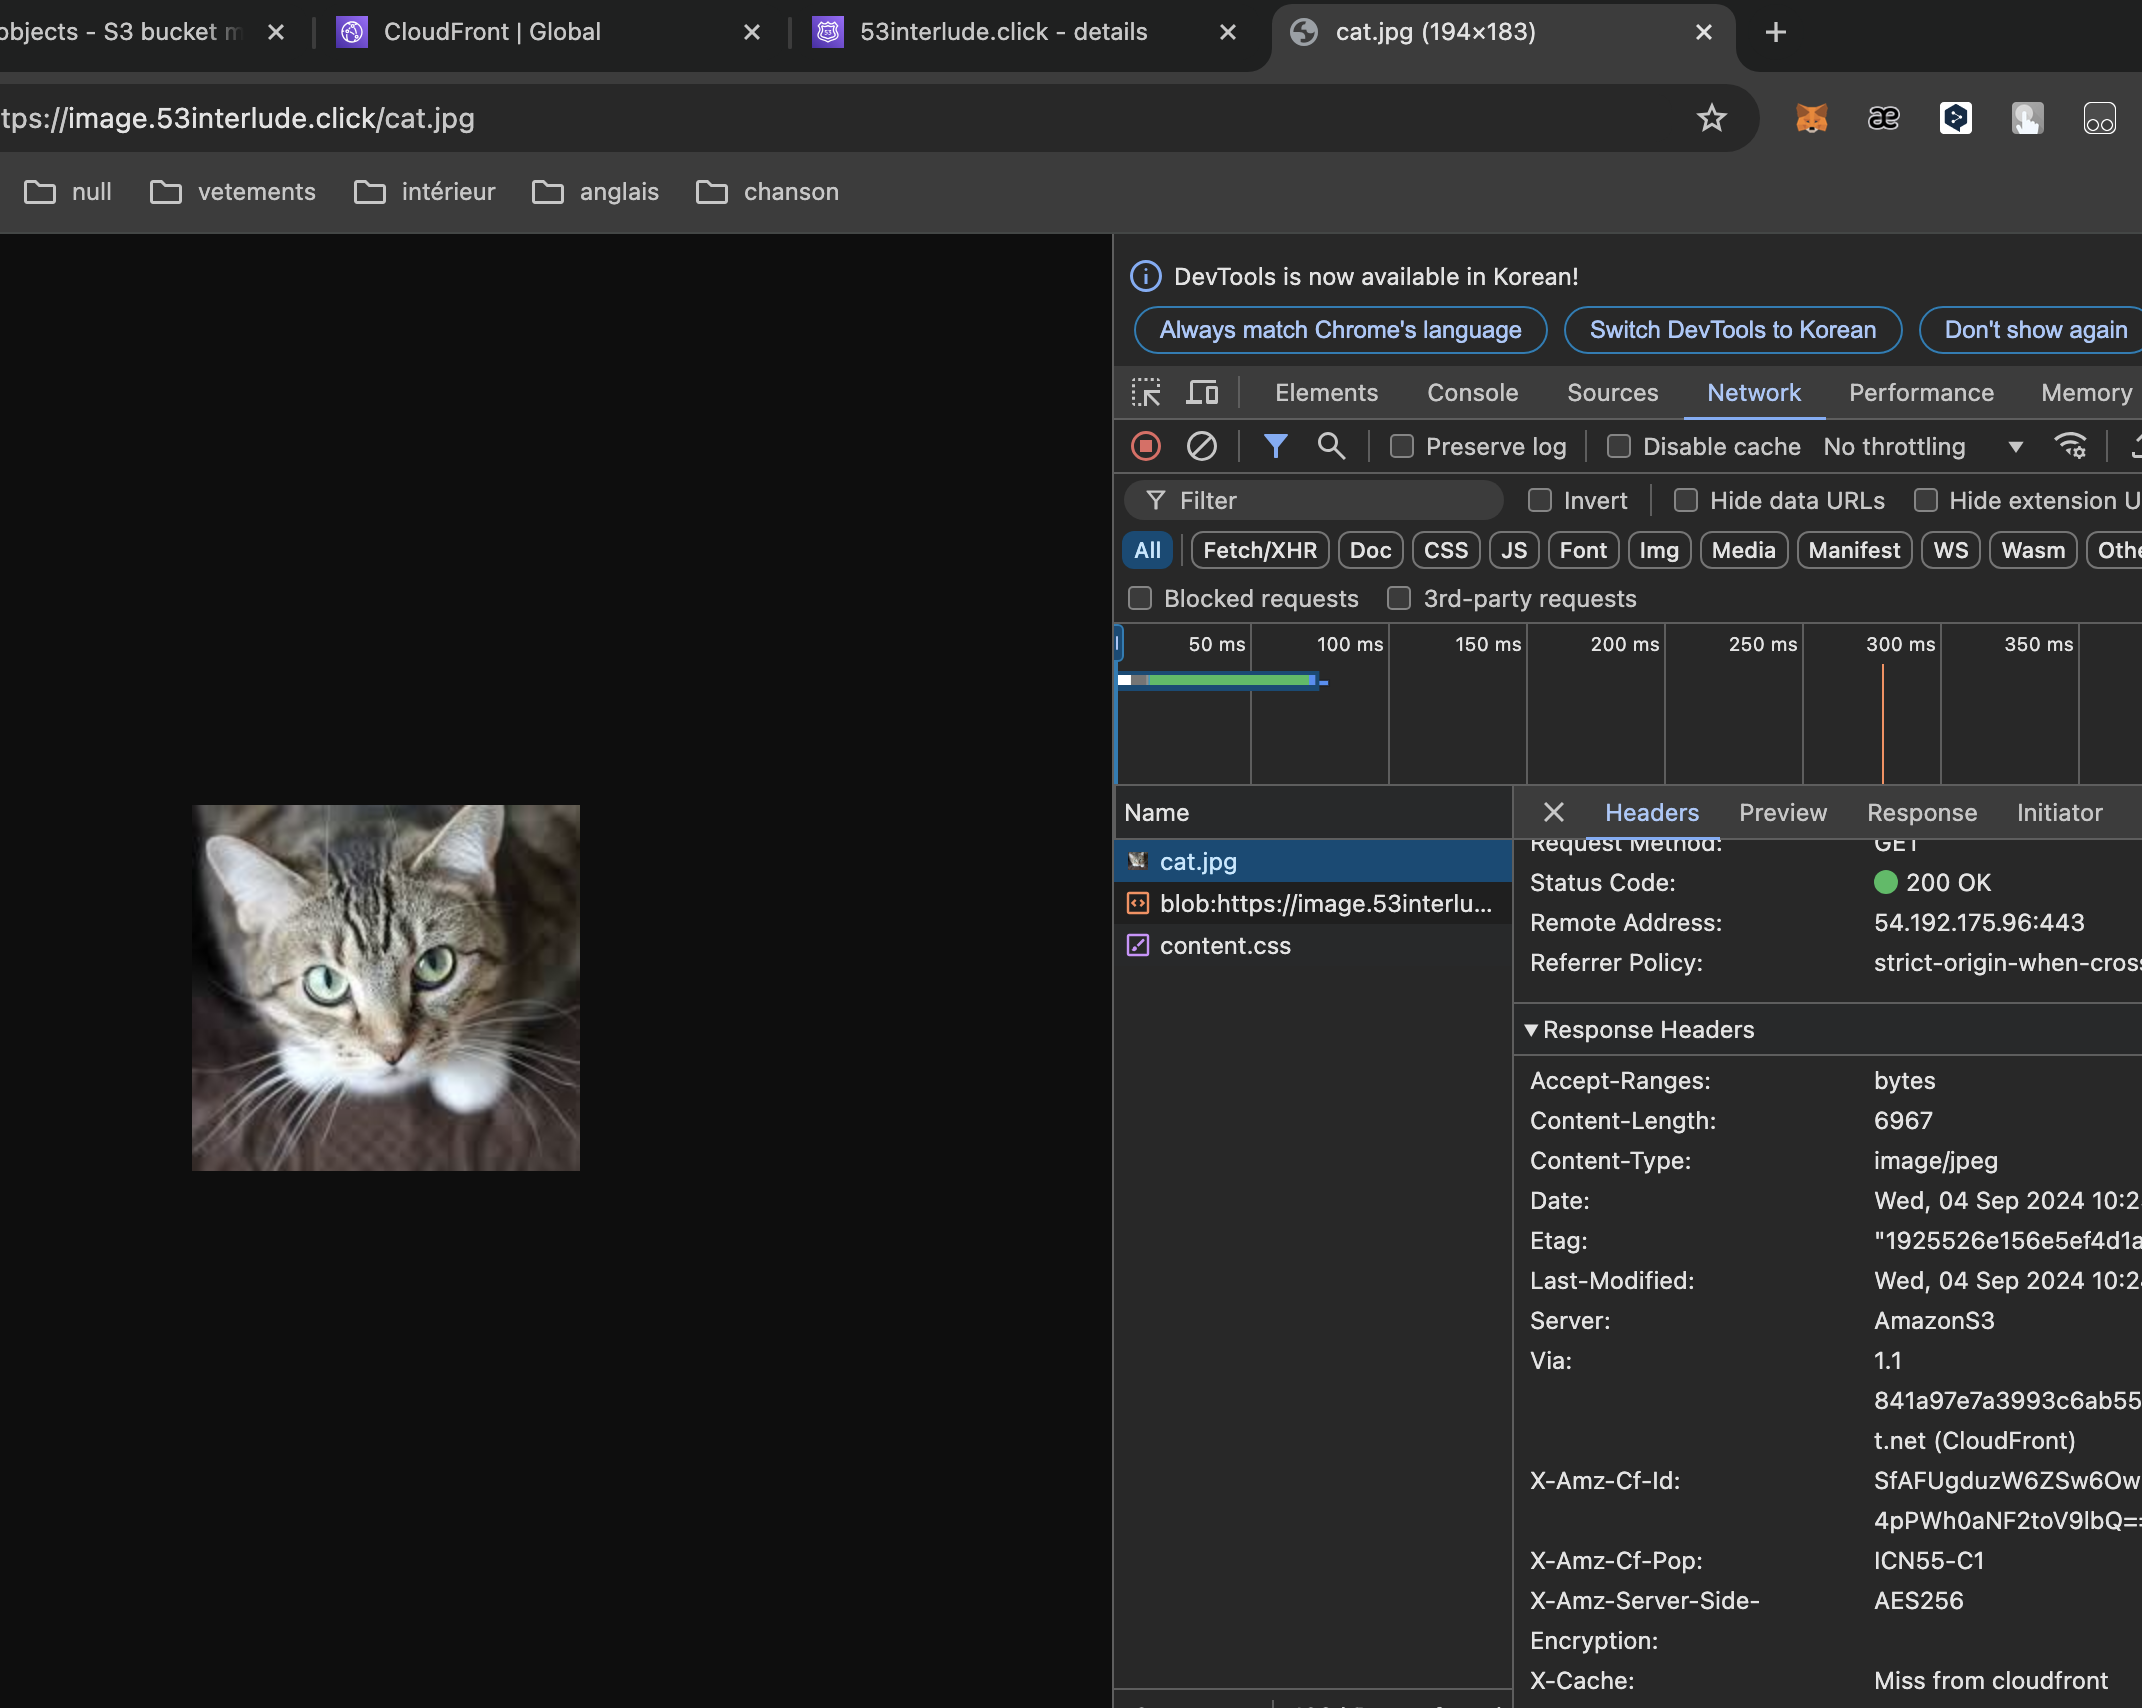 objects - S3 bucket m
CloudFront | Global
53interlude.click - details
cat.jpg (194×183)
tps://image.53interlude.click/cat.jpg
null
vetements
intérieur
anglais
chanson
DevTools is now available in Korean!
Always match Chrome's language
Switch DevTools to Korean
Don't show again
Elements
Console
Sources
Network
Performance
Memory
Preserve log
Disable cache
No throttling
Filter
Invert
Hide data URLs
Hide extension U
All
Fetch/XHR
Doc
CSS
JS
Font
Img
Media
Manifest
WS
Wasm
Othe
Blocked requests
3rd-party requests
50 ms
100 ms
150 ms
200 ms
250 ms
300 ms
350 ms
Name
Headers
Preview
Response
Initiator
cat.jpg
blob:https://image.53interlu...
content.css
Request Method: GET
Status Code: 200 OK
Remote Address: 54.192.175.96:443
Referrer Policy: strict-origin-when-cross
Response Headers
Accept-Ranges: bytes
Content-Length: 6967
Content-Type: image/jpeg
Date: Wed, 04 Sep 2024 10:2
Etag: "1925526e156e5ef4d1a
Last-Modified: Wed, 04 Sep 2024 10:2
Server: AmazonS3
Via: 1.1
841a97e7a3993c6ab55
t.net (CloudFront)
X-Amz-Cf-Id: SfAFUgduzW6ZSw6Ow
4pPWh0aNF2toV9lbQ==
X-Amz-Cf-Pop: ICN55-C1
X-Amz-Server-Side- AES256
Encryption:
X-Cache: Miss from cloudfront